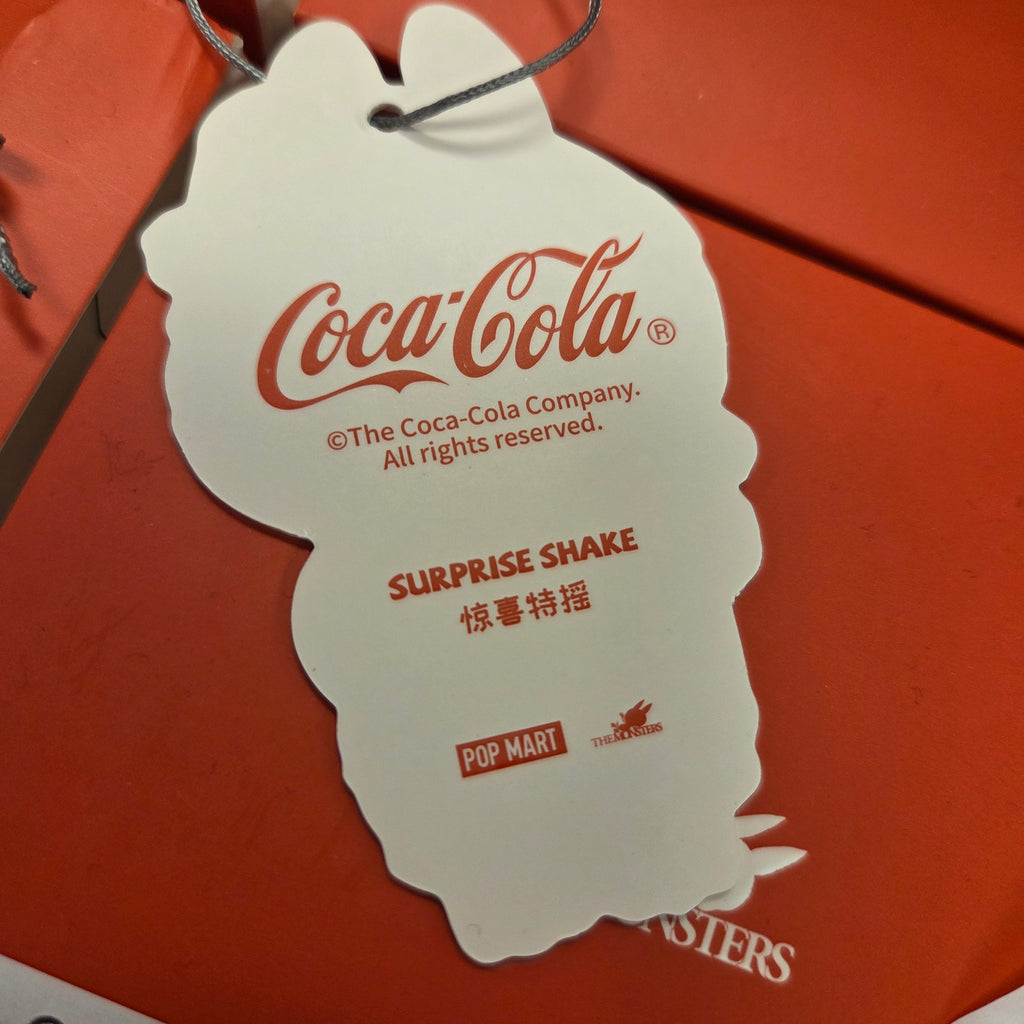 Coca-Cola®
©The Coca-Cola Company.
All rights reserved.
SURPRISE SHAKE
惊喜特摇
POP MART
THE MONSTERS
MONSTERS